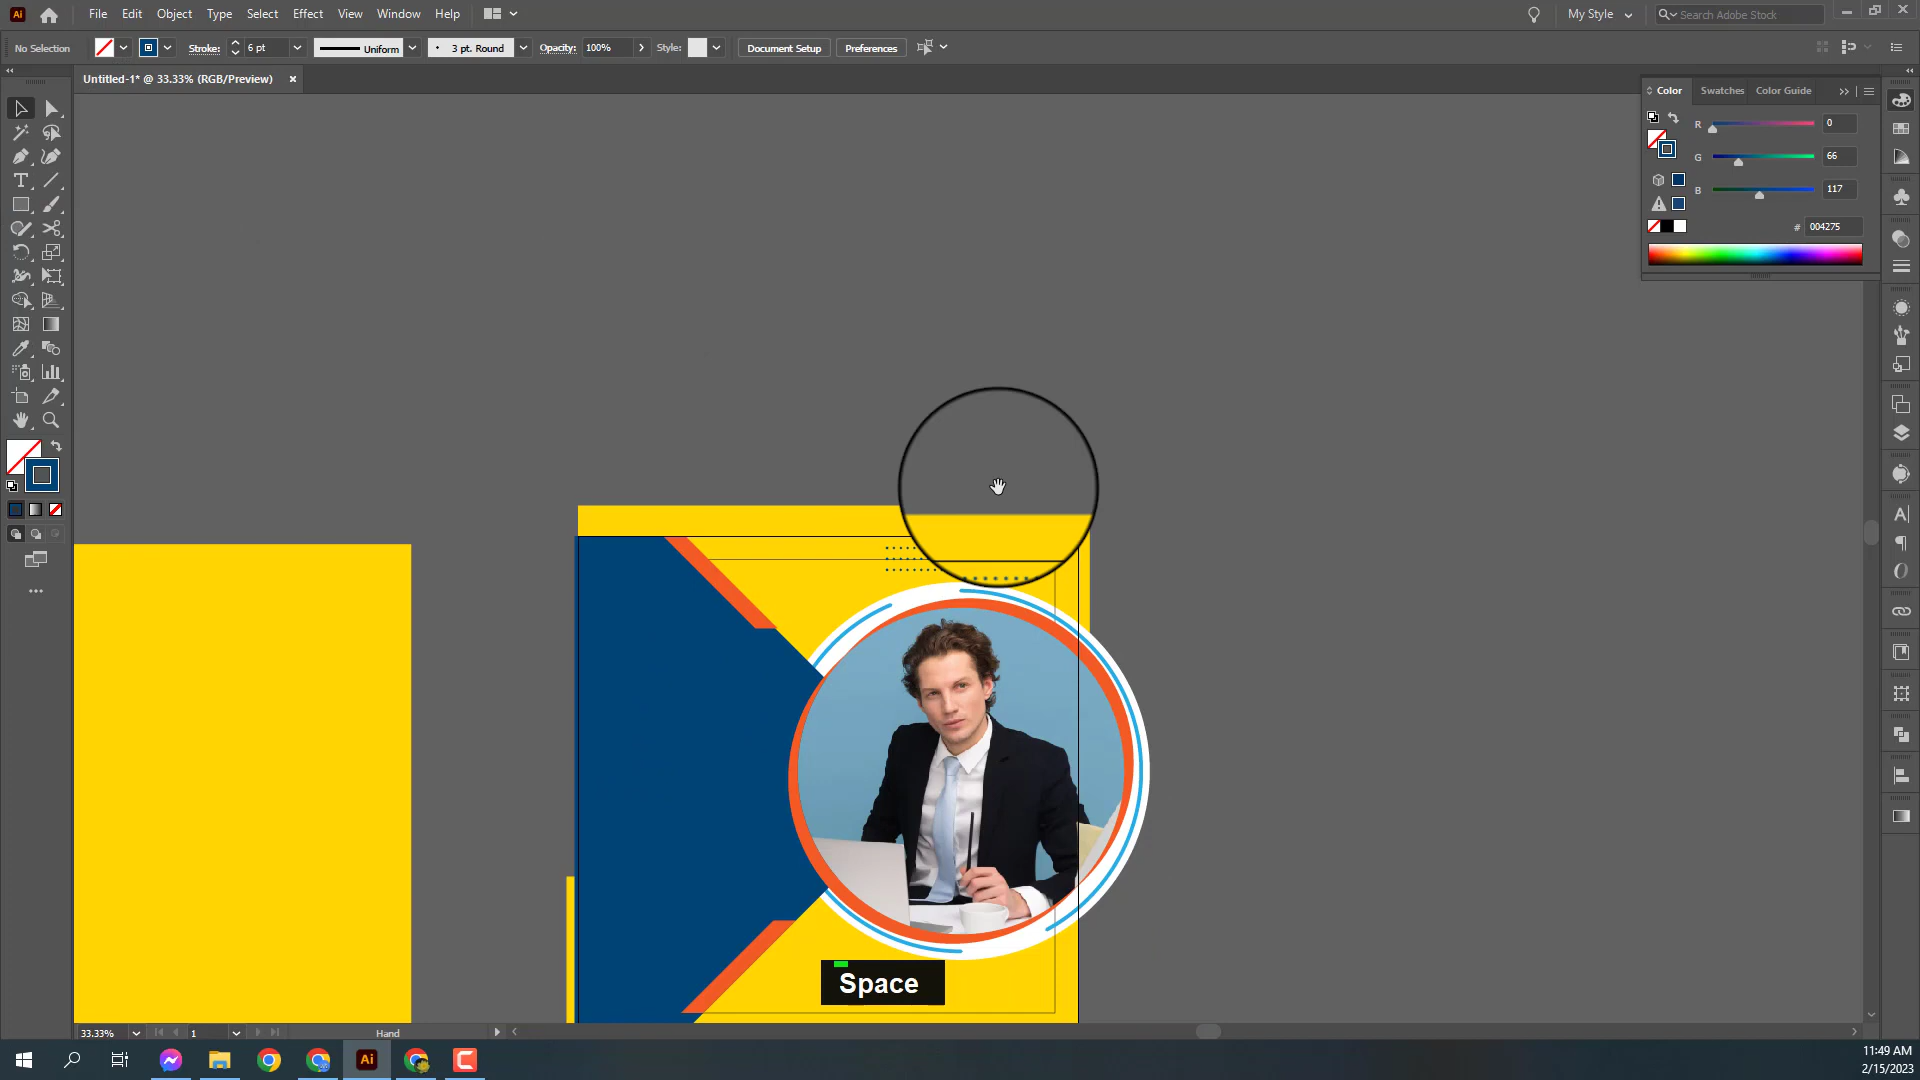 Ai File Edit Object Type Select Effect View Window Help My Style Search Adobe Stock
No Selection Stroke: 6 pt Uniform 3 pt. Round Opacity: 100% Style: Document Setup Preferences
Untitled-1* @ 33.33% (RGB/Preview)
Color Swatches Color Guide
R 0
G 66
B 117
# 004275
Space
33.33% 1 Hand
Ai
11:49 AM
2/15/2023